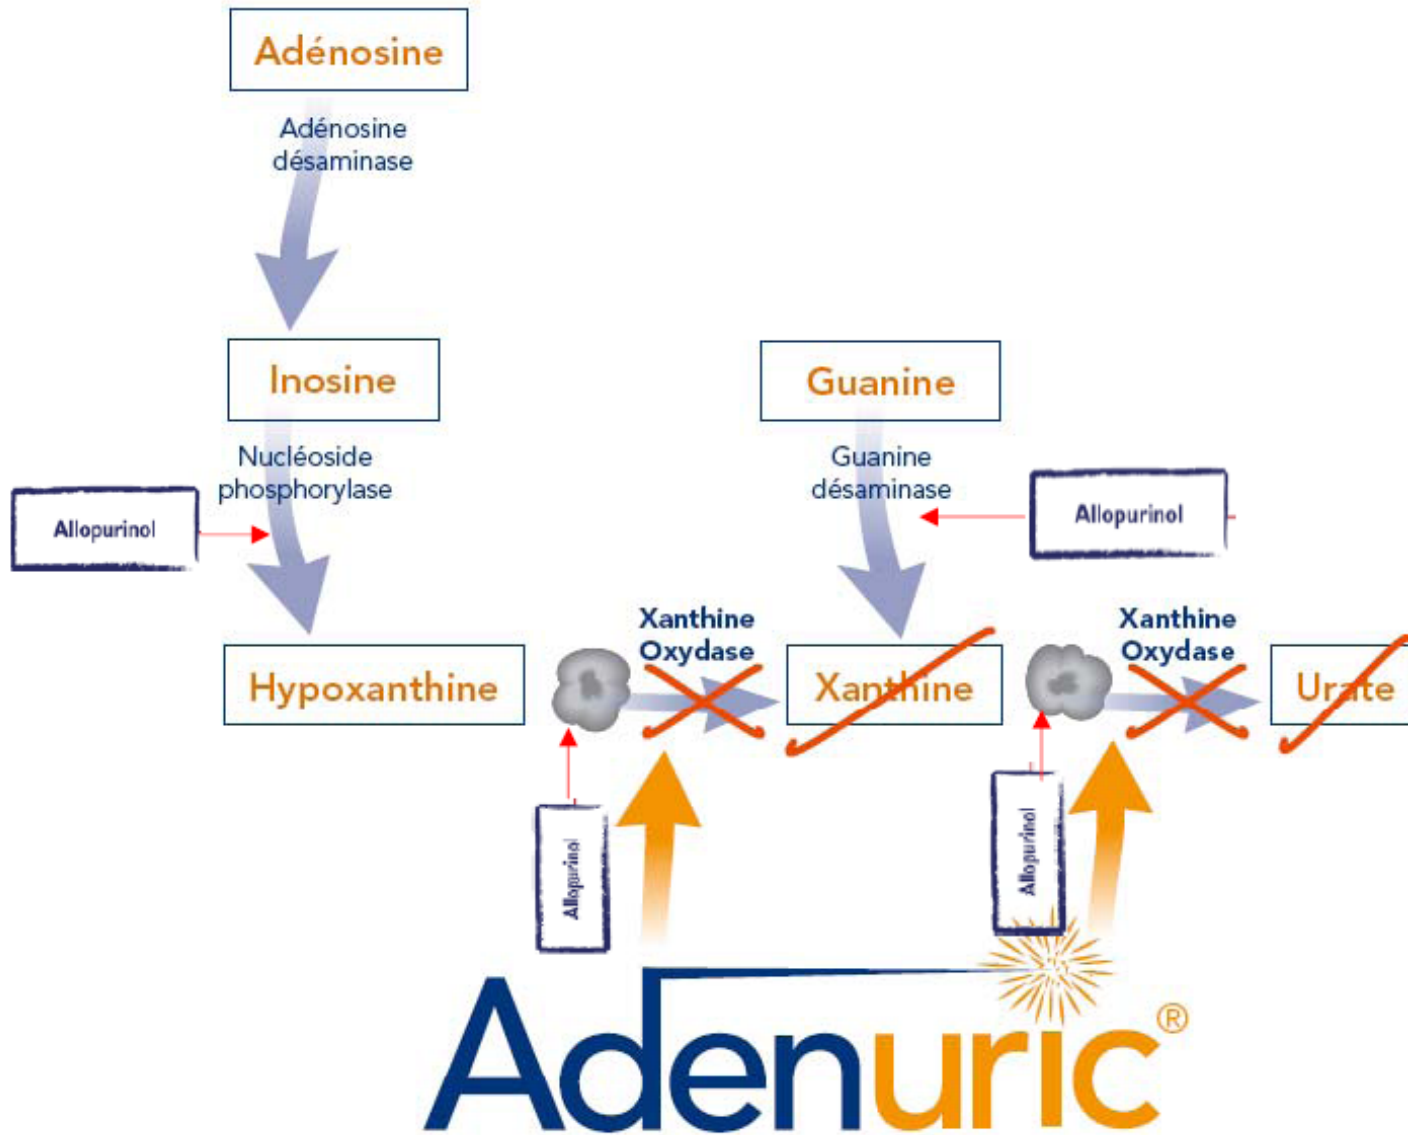 Adénosine
Adénosine
désaminase
Inosine
Guanine
Nucléoside
phosphorylase
Guanine
désaminase
Allopurinol
Allopurinol
Xanthine
Oxydase
Xanthine
Oxydase
Hypoxanthine
Xanthine
Urate
Allopurinol
Allopurinol
Adenuric®